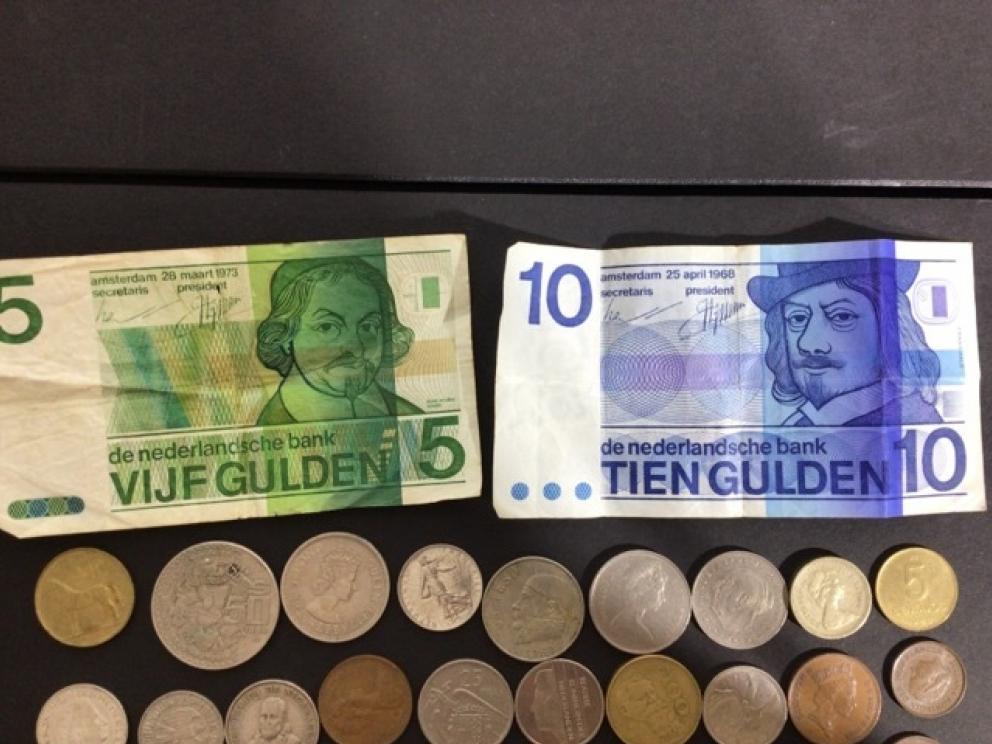 5
amsterdam 28 maart 1973
secretaris president
de nederlandsche bank
VIJF GULDEN 5
10
amsterdam 25 april 1968
secretaris president
de nederlandsche bank
TIEN GULDEN 10
5
25